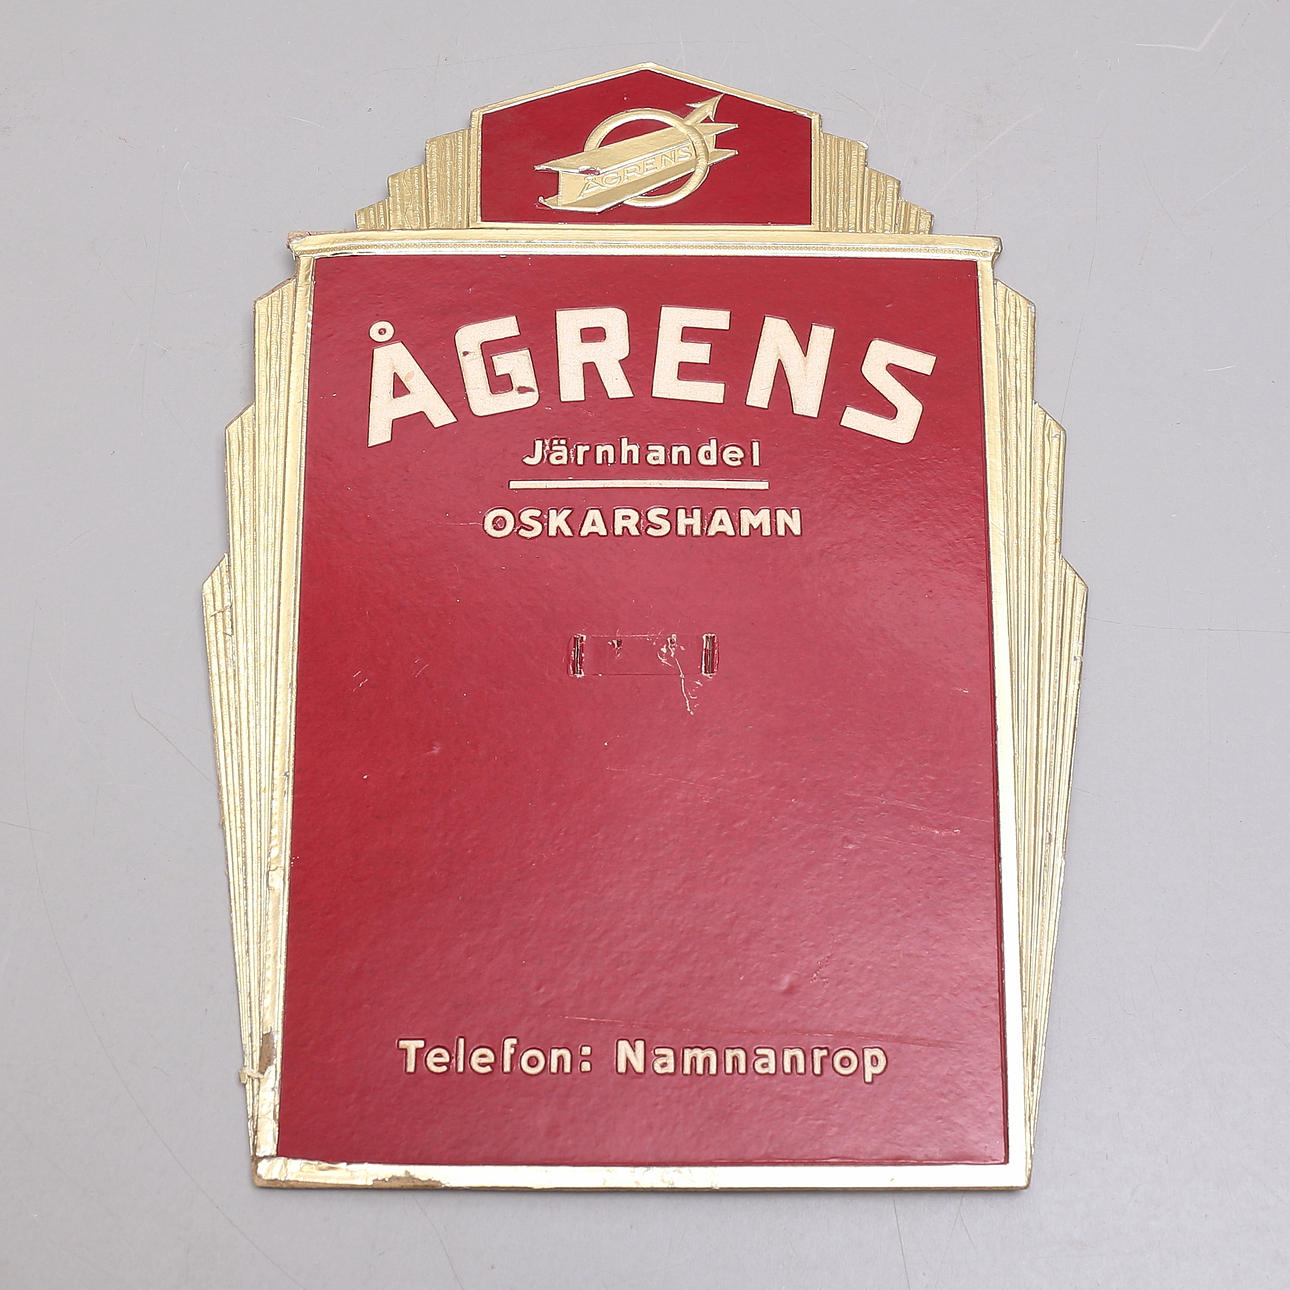 ÅGRENS
ÅGRENS
Järnhandel
OSKARSHAMN
Telefon: Namnanrop